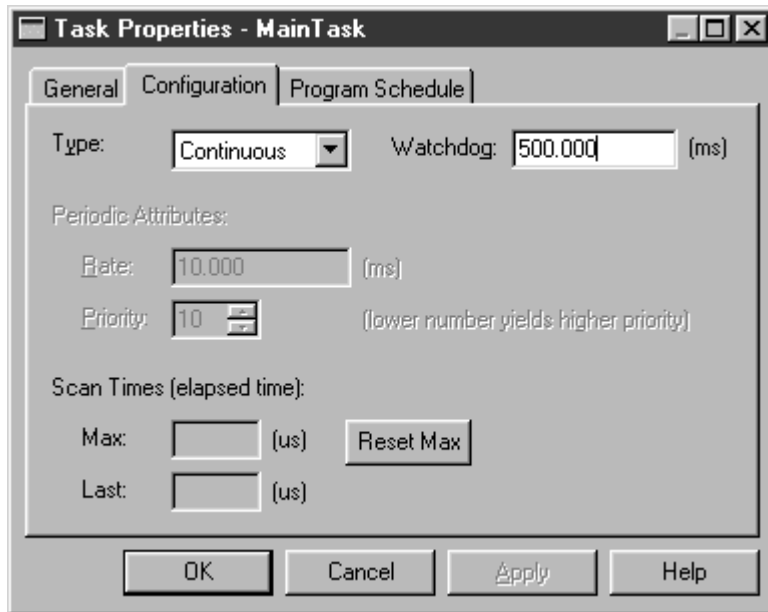 Task Properties - MainTask
General Configuration Program Schedule
Type: Continuous Watchdog: 500.000 (ms)
Periodic Attributes:
Rate: 10.000 (ms)
Priority: 10 (lower number yields higher priority)
Scan Times (elapsed time):
Max: (us) Reset Max
Last: (us)
OK Cancel Apply Help